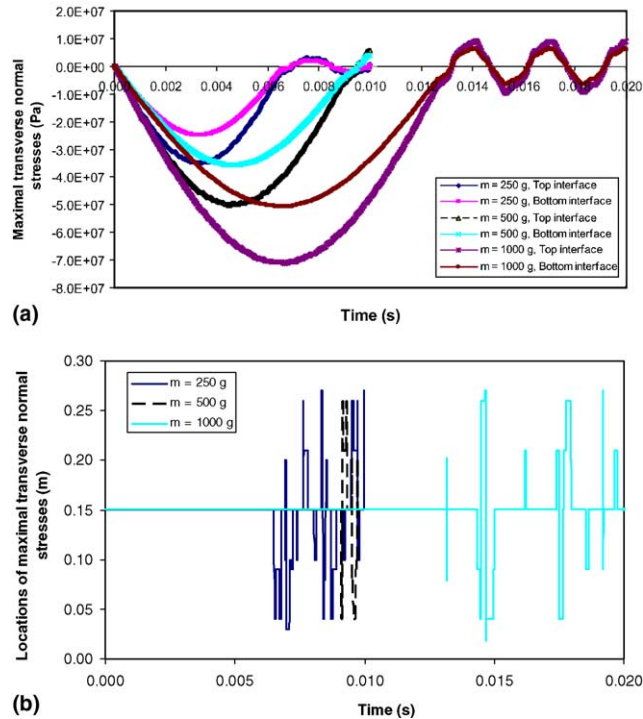 2.0E+07
1.0E+07
0.0E+00
0.000 0.002 0.004 0.006 0.008 0.010 0.012 0.014 0.016 0.018 0.020
-1.0E+07
-2.0E+07
-3.0E+07
-4.0E+07
-5.0E+07
-6.0E+07
-7.0E+07
-8.0E+07
Maximal transverse normal
stresses (Pa)
m = 250 g, Top interface
m = 250 g, Bottom interface
m = 500 g, Top interface
m = 500 g, Bottom interface
m = 1000 g, Top interface
m = 1000 g, Bottom interface
(a)
Time (s)
0.30
0.25
0.20
0.15
0.10
0.05
0.00
Locations of maximal transverse normal
stresses (m)
m = 250 g
m = 500 g
m = 1000 g
0.000 0.005 0.010 0.015 0.020
(b)
Time (s)